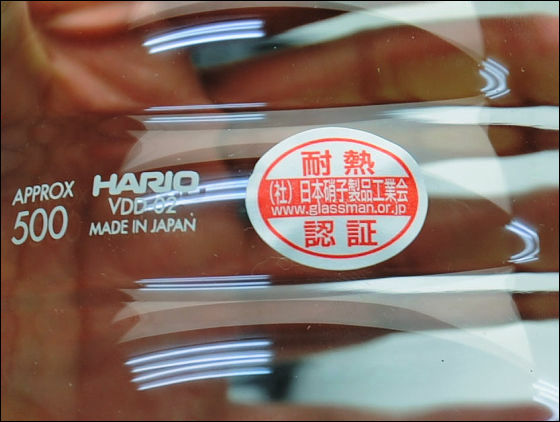 APPROX
500
HARIO
VDD-02
MADE IN JAPAN
耐熱
(社)日本硝子製品工業会
www.glassman.or.jp
認証